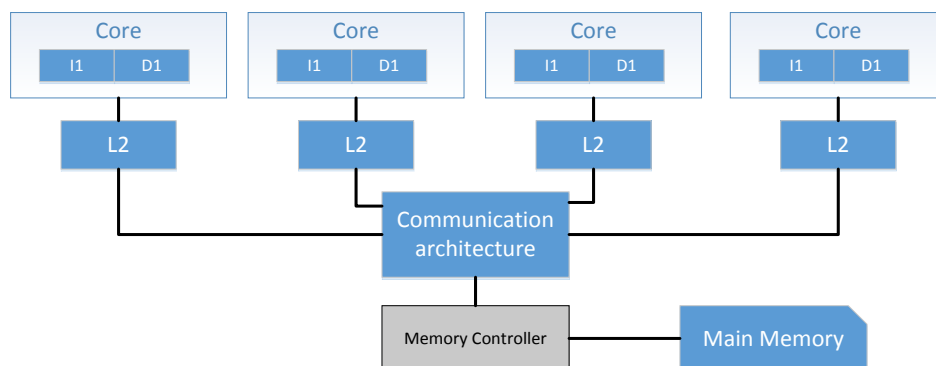 Core Core Core Core
I1 D1 I1 D1 I1 D1 I1 D1
L2 L2 L2 L2
Communication
architecture
Memory Controller Main Memory